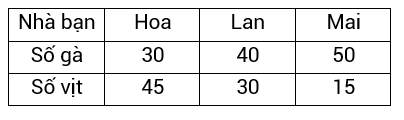 Nhà bạn Hoa Lan Mai
Số gà 30 40 50
Số vịt 45 30 15